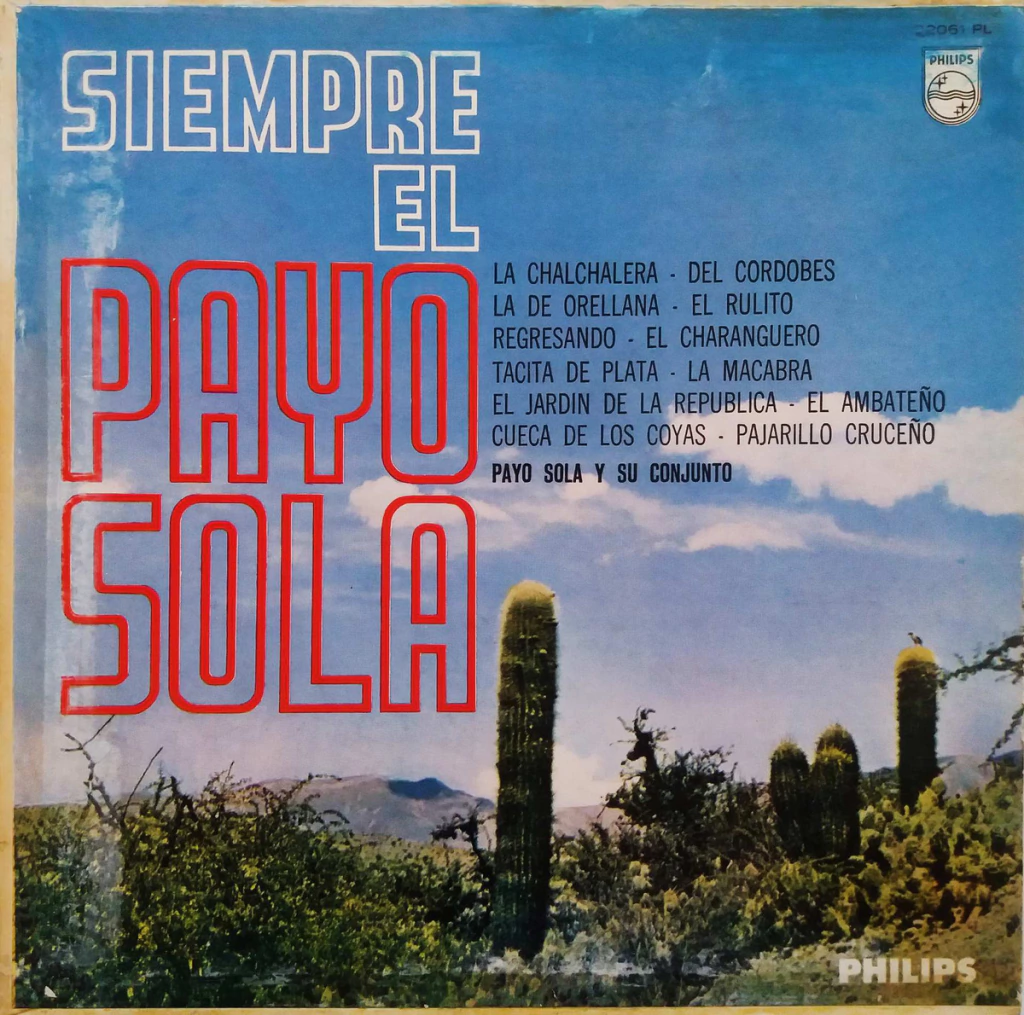 22061 PL
PHILIPS
SIEMPRE
EL
PAYO
SOLA
LA CHALCHALERA - DEL CORDOBES
LA DE ORELLANA - EL RULITO
REGRESANDO - EL CHARANGUERO
TACITA DE PLATA - LA MACABRA
EL JARDIN DE LA REPUBLICA - EL AMBATEÑO
CUECA DE LOS COYAS - PAJARILLO CRUCEÑO
PAYO SOLA Y SU CONJUNTO
PHILIPS